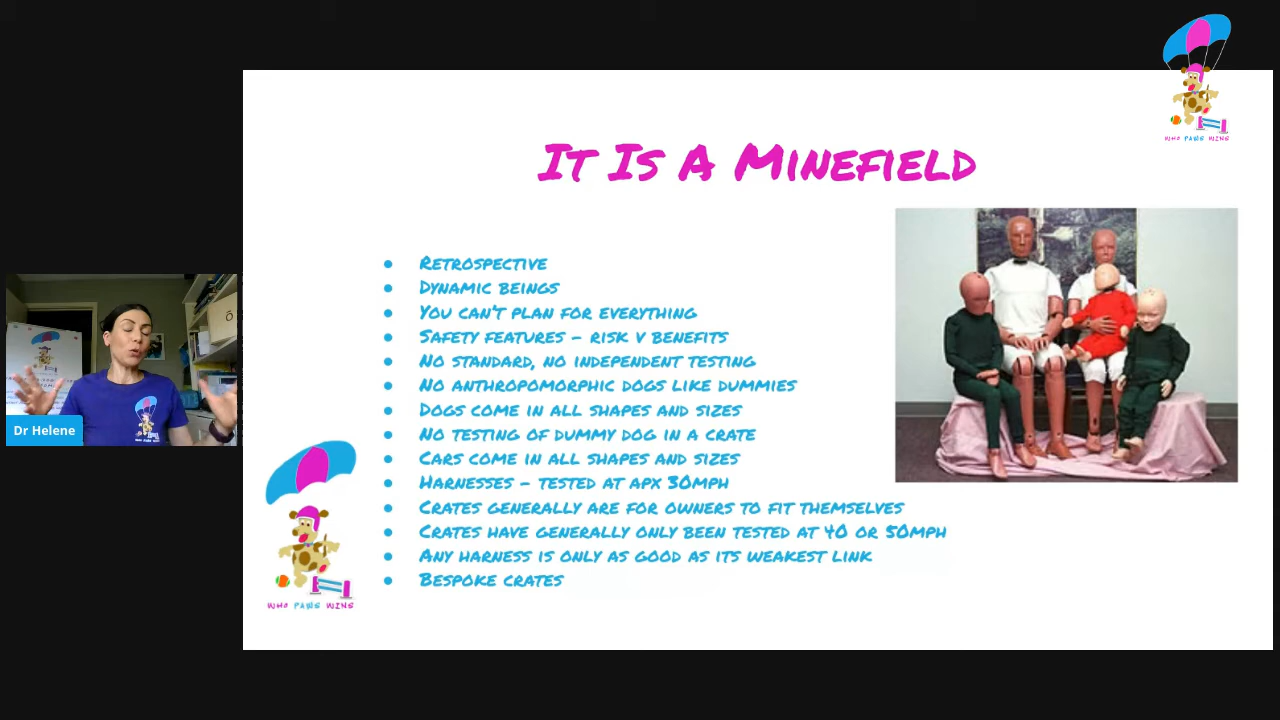 WHO PAWS WINS
It Is A Minefield
Retrospective
Dynamic beings
You can't plan for everything
Safety features - risk v benefits
No standard, no independent testing
No anthropomorphic dogs like dummies
Dogs come in all shapes and sizes
No testing of dummy dog in a crate
Cars come in all shapes and sizes
Harnesses - tested at apx 30mph
Crates generally are for owners to fit themselves
Crates have generally only been tested at 40 or 50mph
Any harness is only as good as its weakest link
Bespoke crates
WHO PAWS WINS
Dr Helene